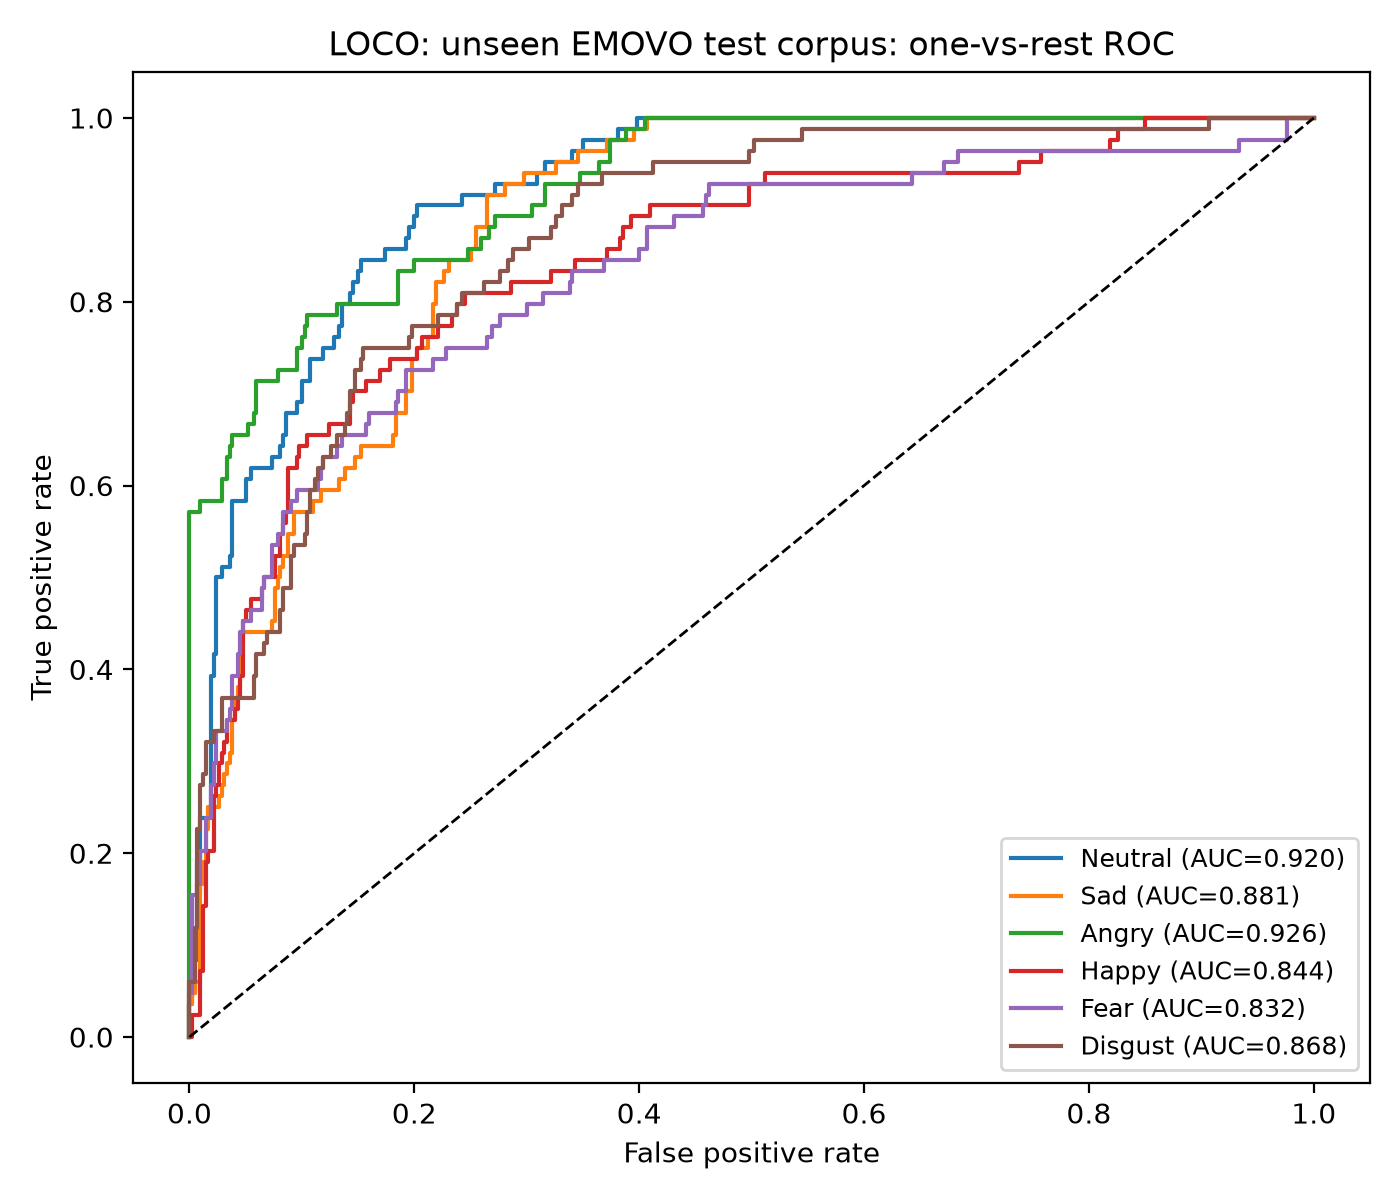 LOCO: unseen EMOVO test corpus: one-vs-rest ROC
True positive rate
1.0
0.8
0.6
0.4
0.2
0.0
Neutral (AUC=0.920)
Sad (AUC=0.881)
Angry (AUC=0.926)
Happy (AUC=0.844)
Fear (AUC=0.832)
Disgust (AUC=0.868)
0.0 0.2 0.4 0.6 0.8 1.0
False positive rate